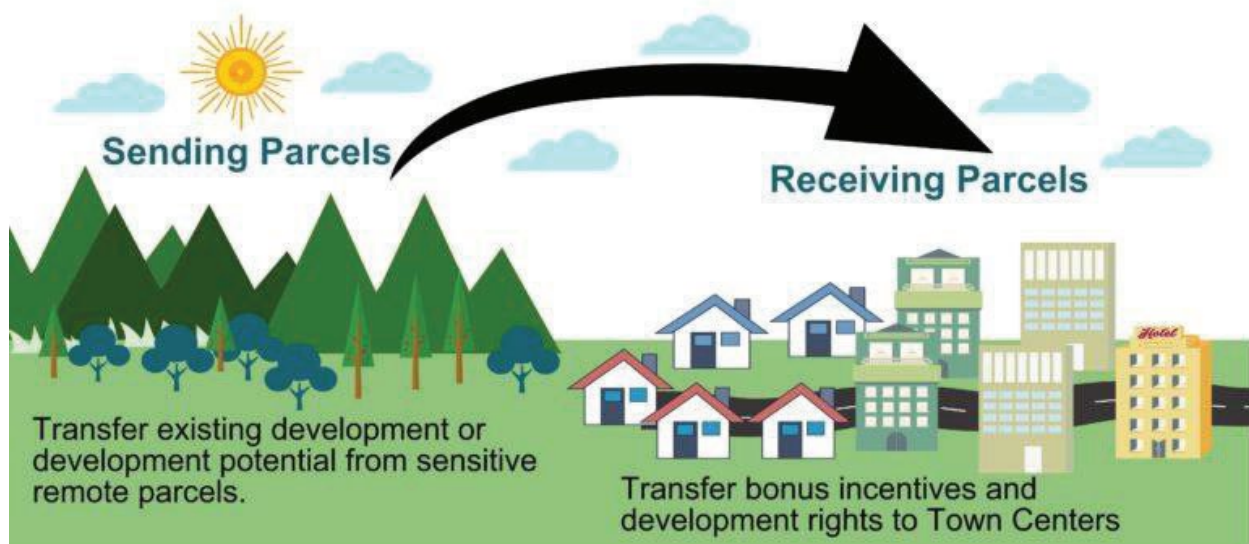 Sending Parcels
Receiving Parcels
Hotel
Transfer existing development or
development potential from sensitive
remote parcels.
Transfer bonus incentives and
development rights to Town Centers